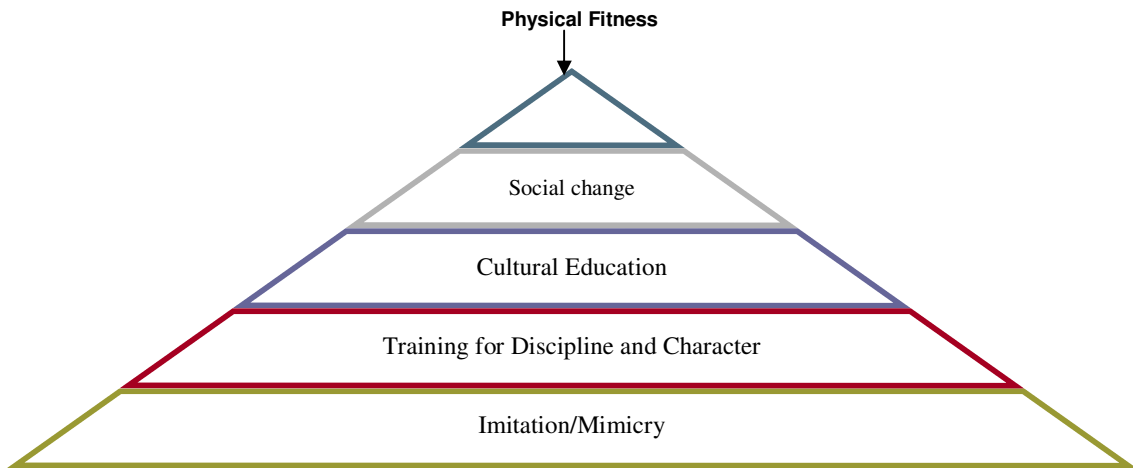 Physical Fitness
Social change
Cultural Education
Training for Discipline and Character
Imitation/Mimicry